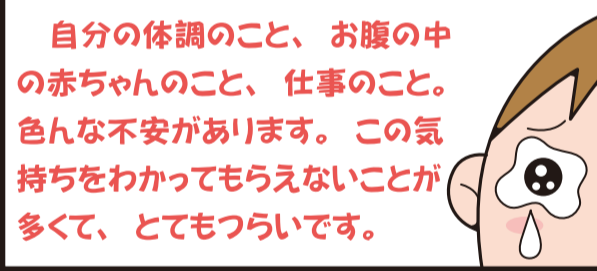 自分の体調のこと、お腹の中
の赤ちゃんのこと、仕事のこと。
色んな不安があります。この気
持ちをわかってもらえないことが
多くて、とてもつらいです。